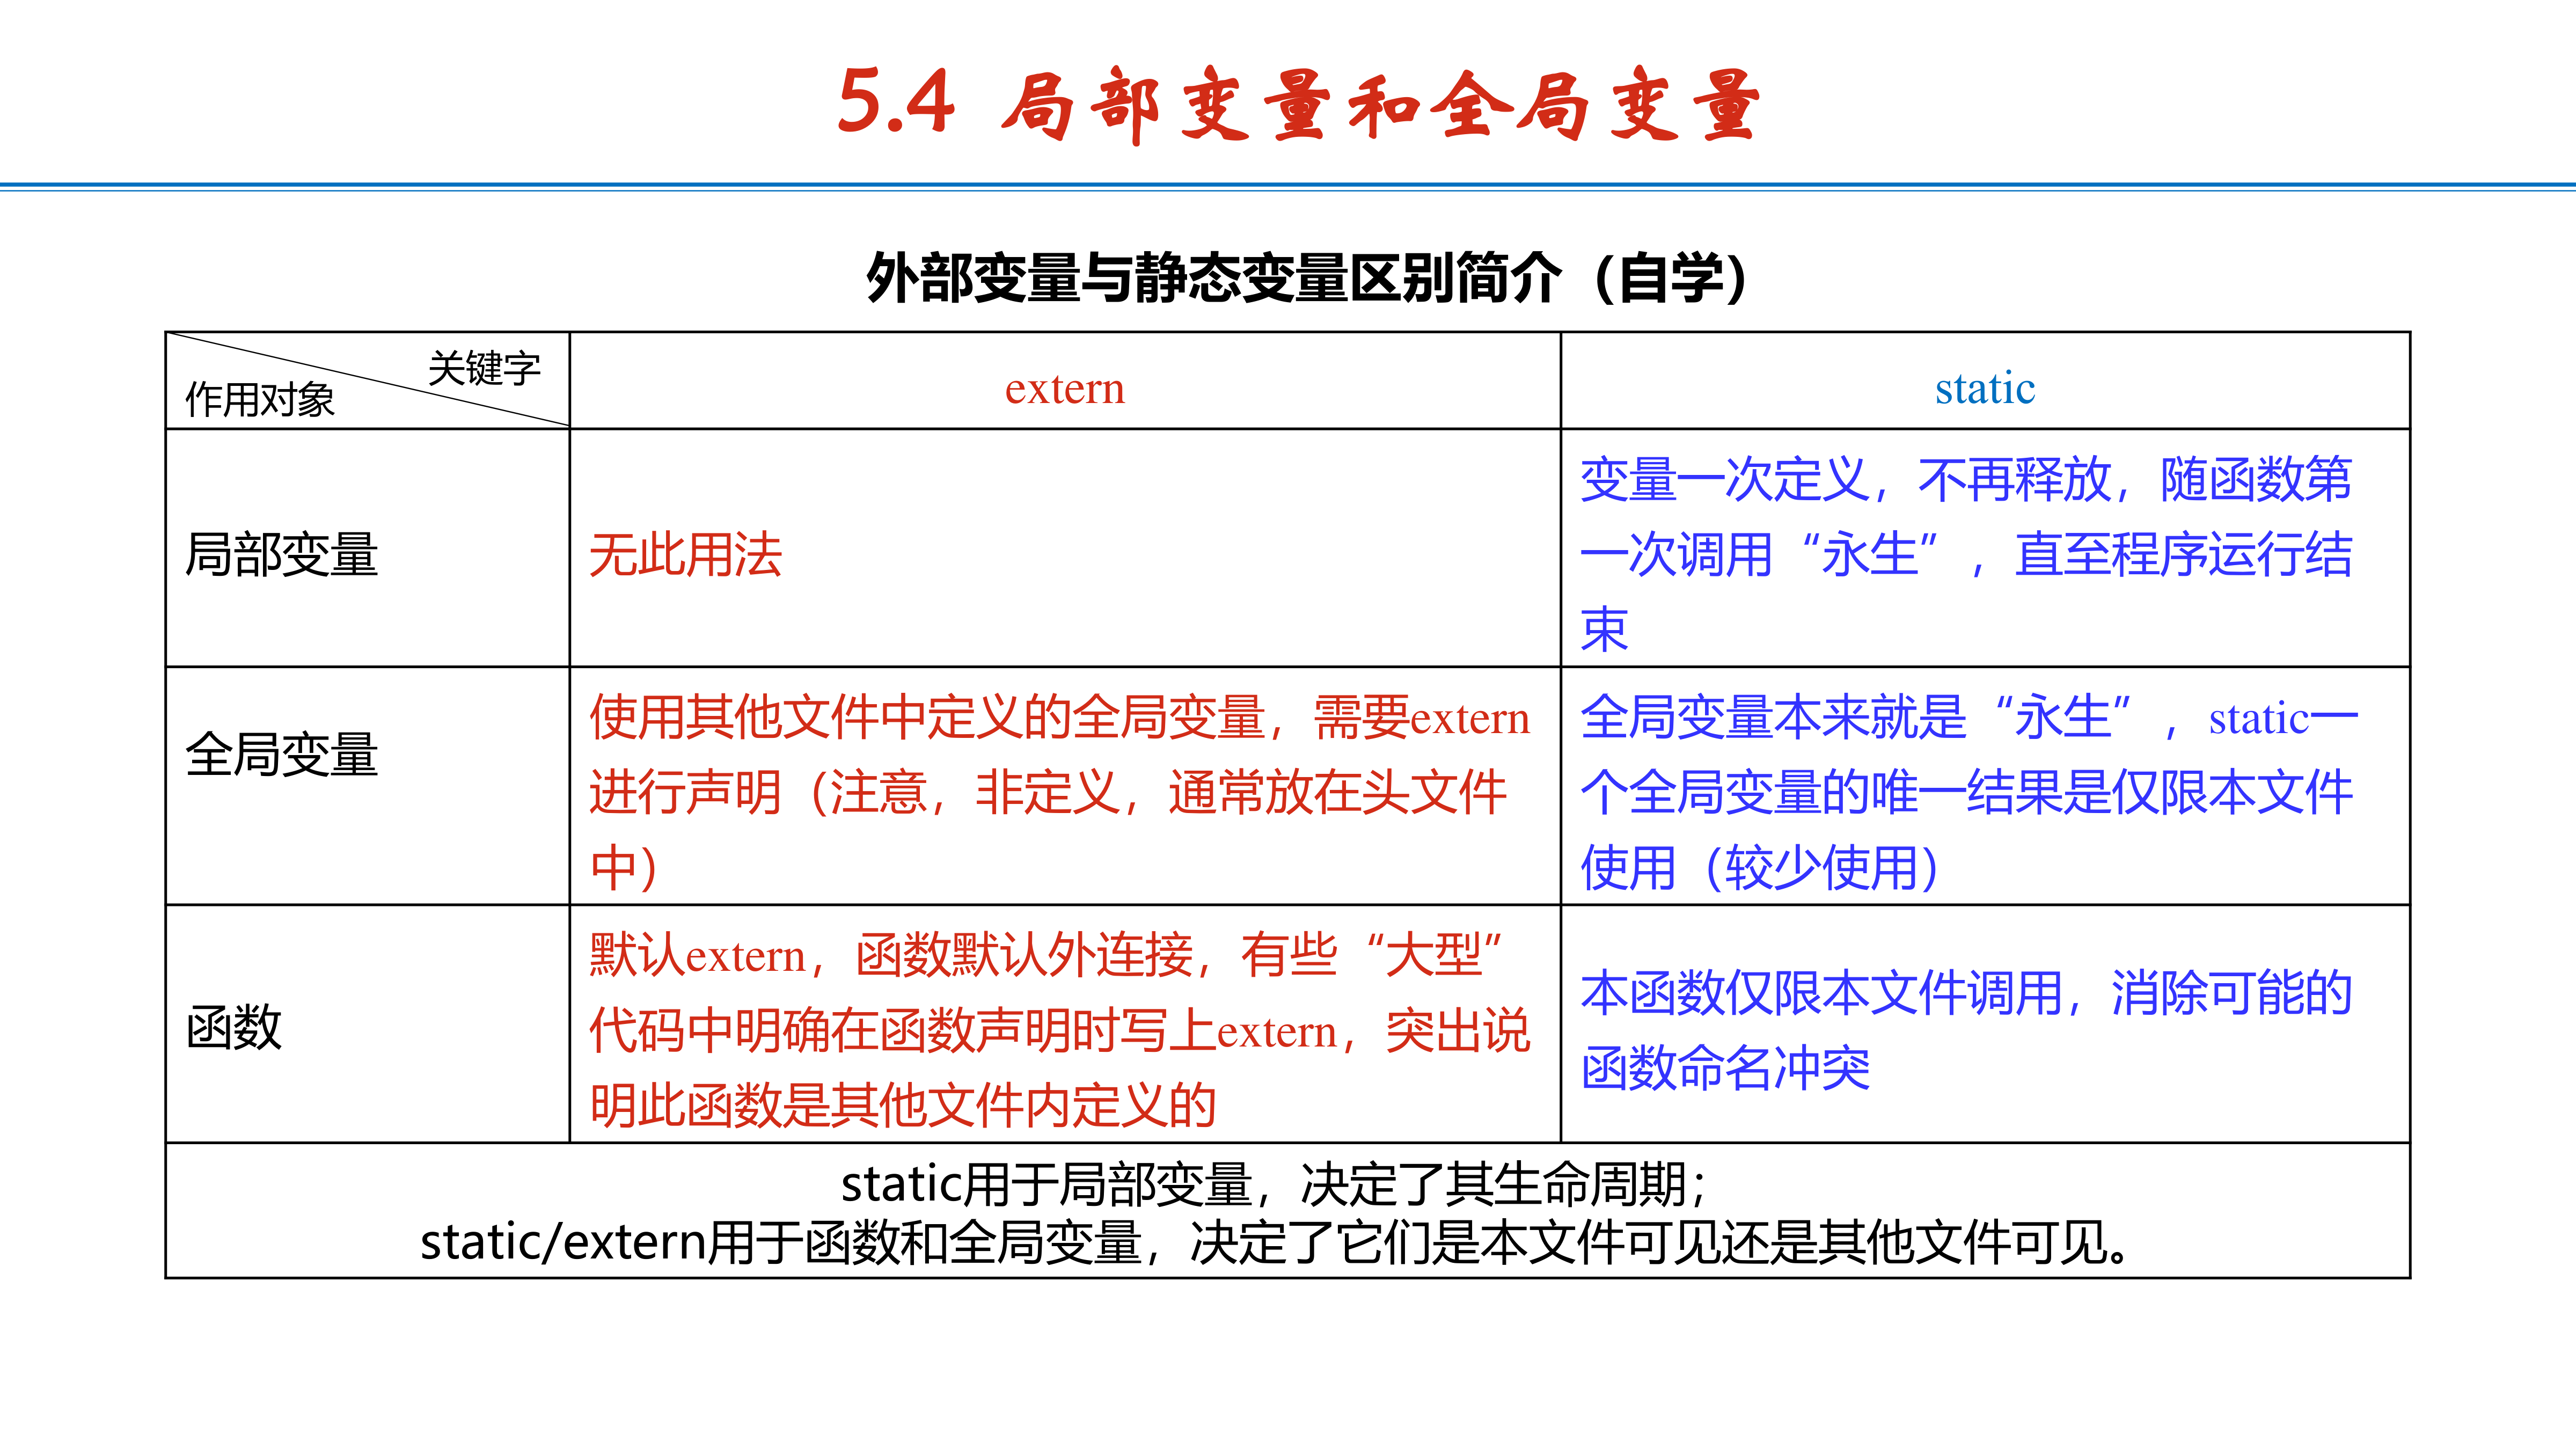 5.4 局部变量和全局变量
外部变量与静态变量区别简介（自学）
关键字
作用对象
extern
static
局部变量
无此用法
变量一次定义，不再释放，随函数第
一次调用“永生”，直至程序运行结
束
全局变量
使用其他文件中定义的全局变量，需要extern
进行声明（注意，非定义，通常放在头文件
中）
全局变量本来就是“永生”，static一
个全局变量的唯一结果是仅限本文件
使用（较少使用）
函数
默认extern，函数默认外连接，有些“大型”
代码中明确在函数声明时写上extern，突出说
明此函数是其他文件内定义的
本函数仅限本文件调用，消除可能的
函数命名冲突
static用于局部变量，决定了其生命周期；
static/extern用于函数和全局变量，决定了它们是本文件可见还是其他文件可见。